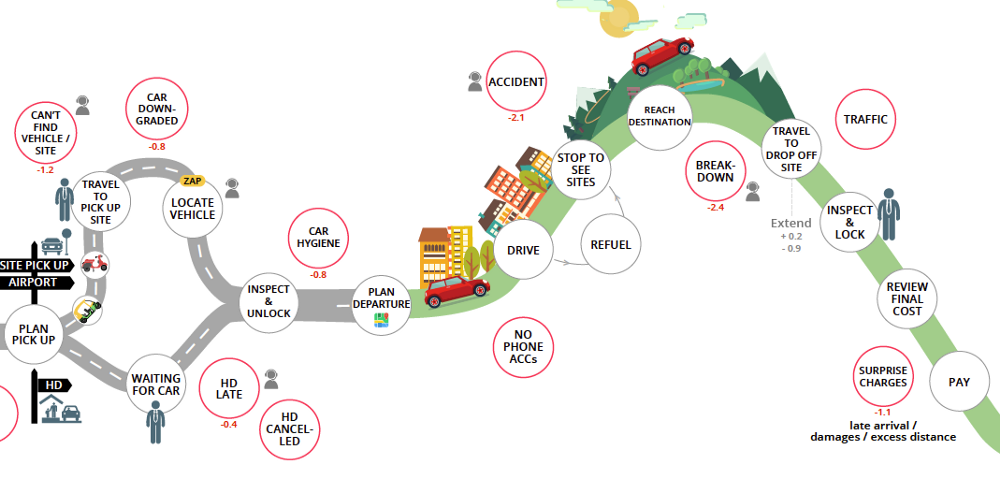 CAN'T
FIND
VEHICLE /
SITE
-1.2
CAR
DOWN-
GRADED
-0.8
TRAVEL
TO
PICK UP
SITE
ZAP
LOCATE
VEHICLE
SITE PICK UP
AIRPORT
PLAN
PICK UP
HD
WAITING
FOR CAR
HD
LATE
-0.4
HD
CANCEL-
LED
INSPECT
&
UNLOCK
CAR
HYGIENE
-0.8
PLAN
DEPARTURE
DRIVE
REFUEL
NO
PHONE
ACCs
STOP TO
SEE
SITES
ACCIDENT
-2.1
REACH
DESTINATION
BREAK-
DOWN
-2.4
TRAVEL
TO
DROP OFF
SITE
TRAFFIC
Extend
+ 0.2
- 0.9
INSPECT
&
LOCK
REVIEW
FINAL
COST
SURPRISE
CHARGES
-1.1
late arrival /
damages / excess distance
PAY